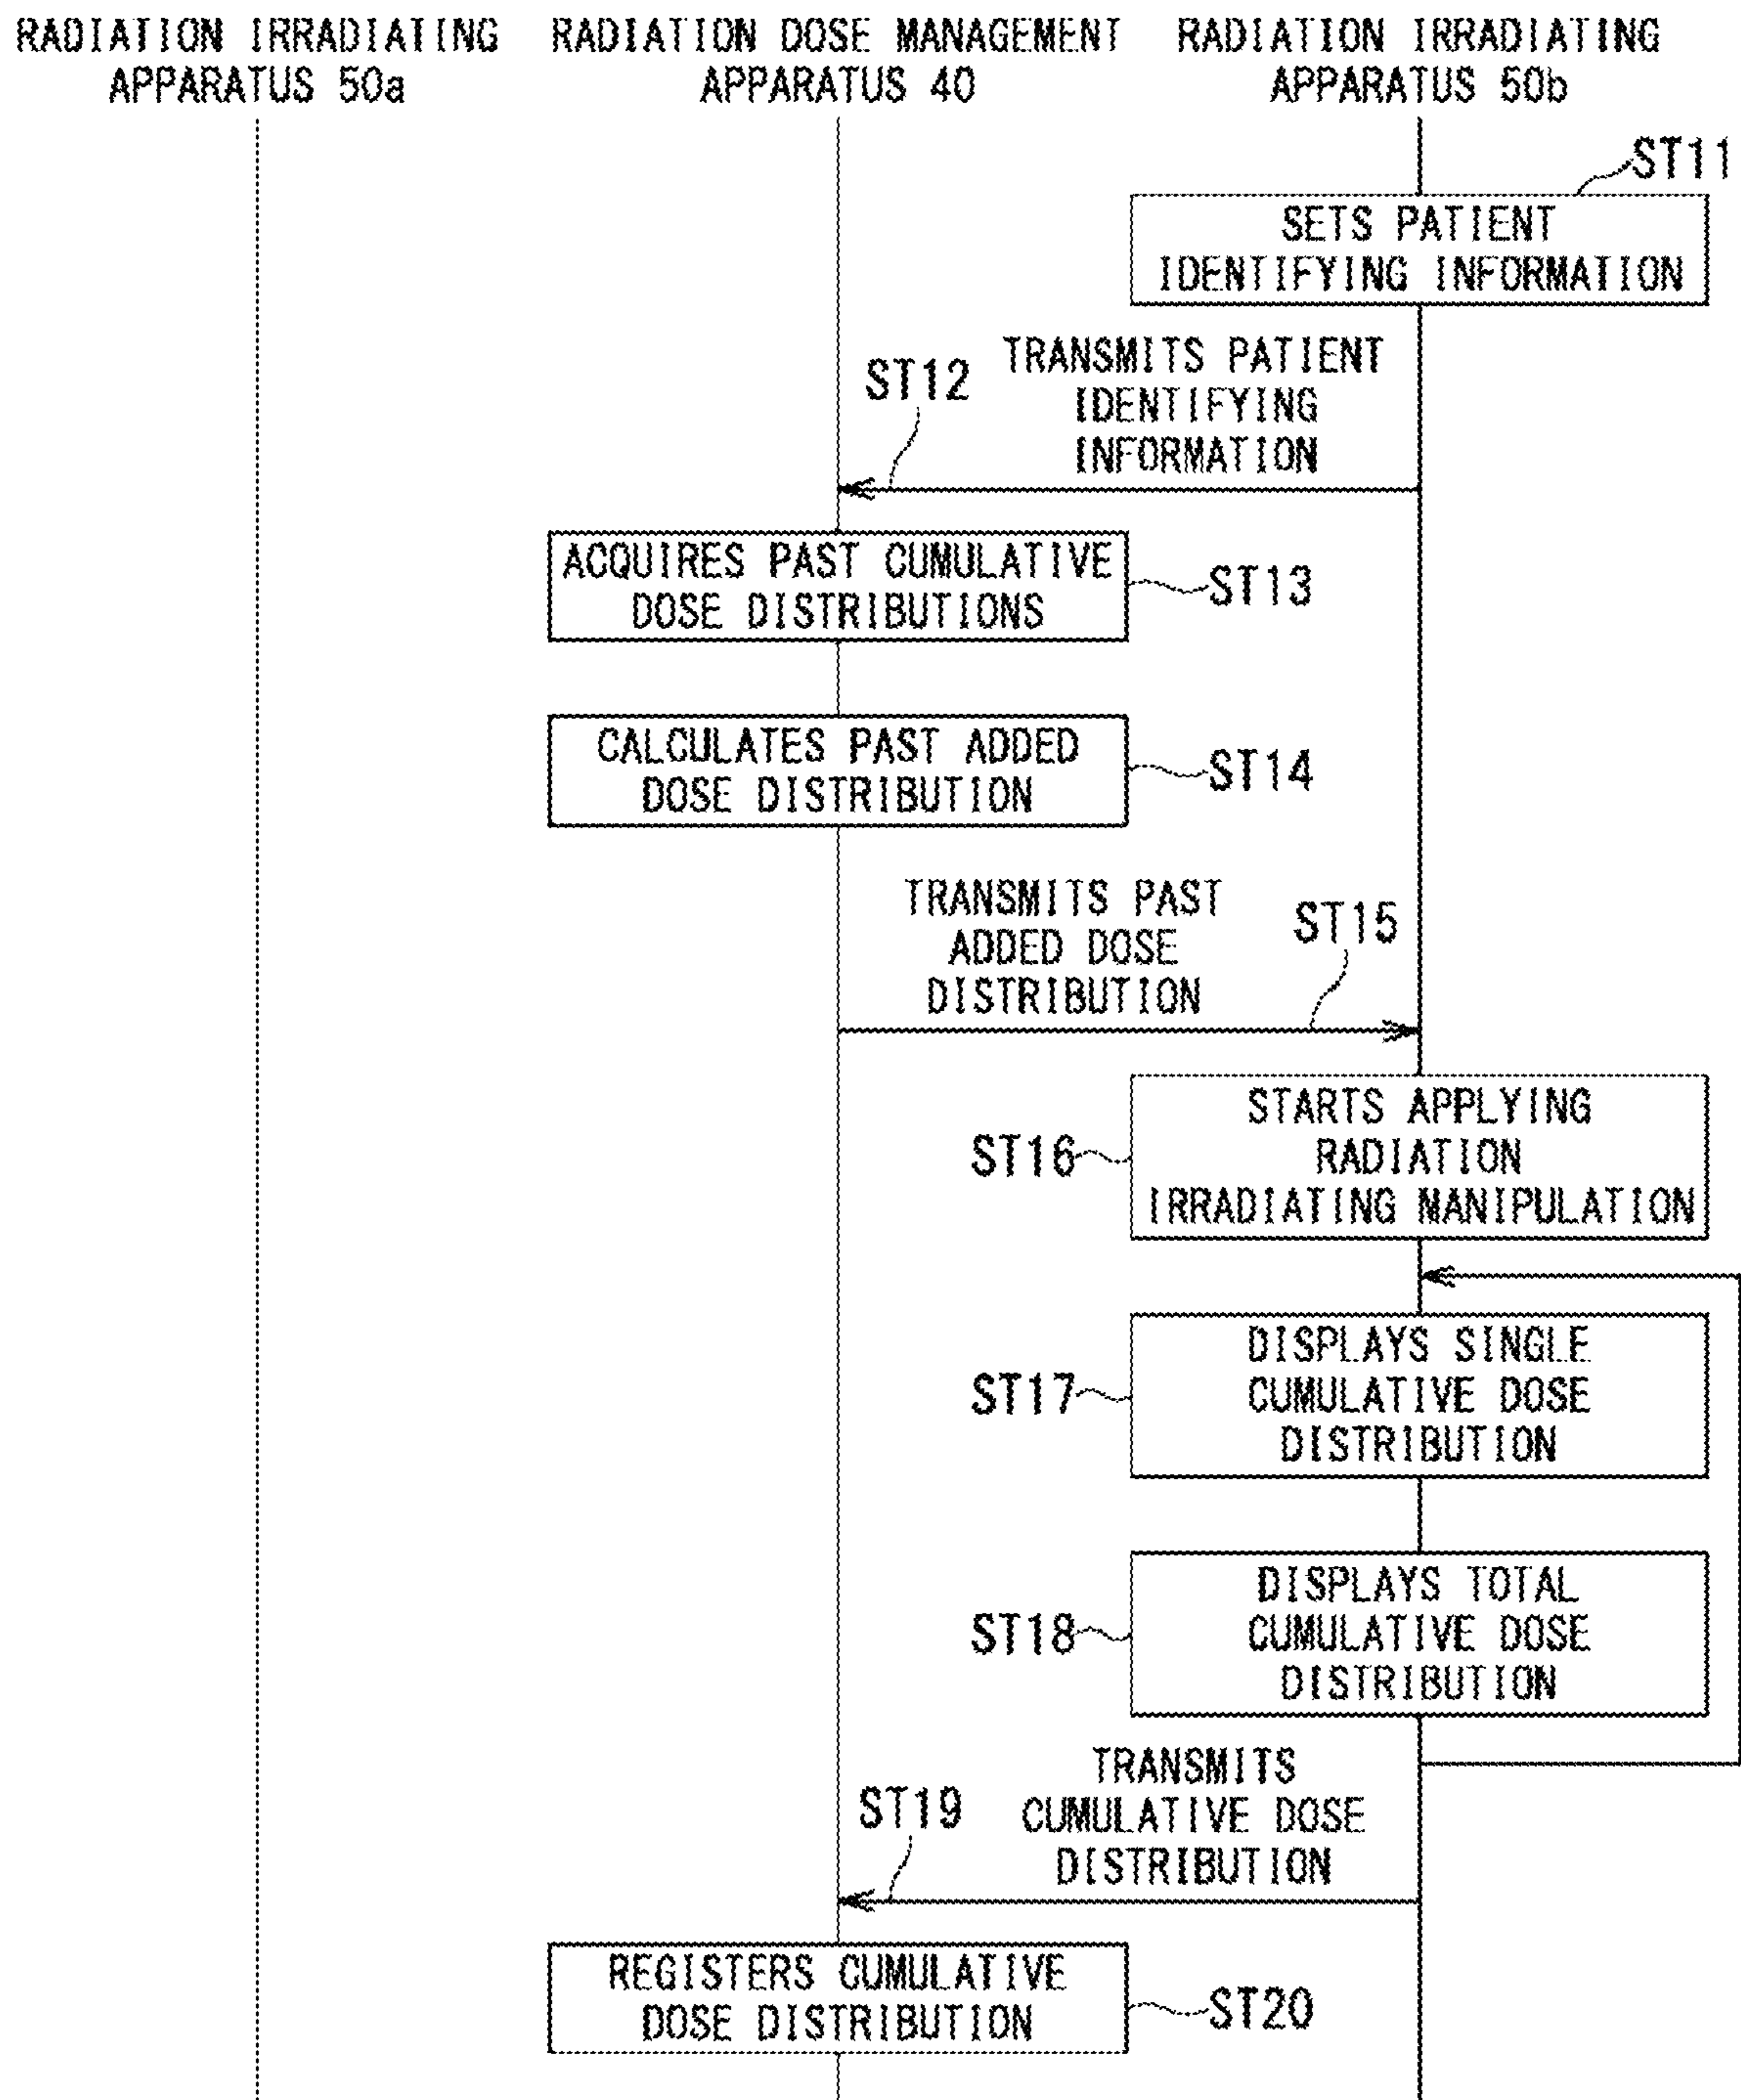 RADIATION IRRADIATING
APPARATUS 50a
RADIATION DOSE MANAGEMENT
APPARATUS 40
RADIATION IRRADIATING
APPARATUS 50b
ST11
SETS PATIENT
IDENTIFYING INFORMATION
ST12
TRANSMITS PATIENT
IDENTIFYING
INFORMATION
ACQUIRES PAST CUMULATIVE
DOSE DISTRIBUTIONS
ST13
CALCULATES PAST ADDED
DOSE DISTRIBUTION
ST14
TRANSMITS PAST
ADDED DOSE
DISTRIBUTION
ST15
ST16
STARTS APPLYING
RADIATION
IRRADIATING MANIPULATION
ST17
DISPLAYS SINGLE
CUMULATIVE DOSE
DISTRIBUTION
ST18
DISPLAYS TOTAL
CUMULATIVE DOSE
DISTRIBUTION
ST19
TRANSMITS
CUMULATIVE DOSE
DISTRIBUTION
REGISTERS CUMULATIVE
DOSE DISTRIBUTION
ST20